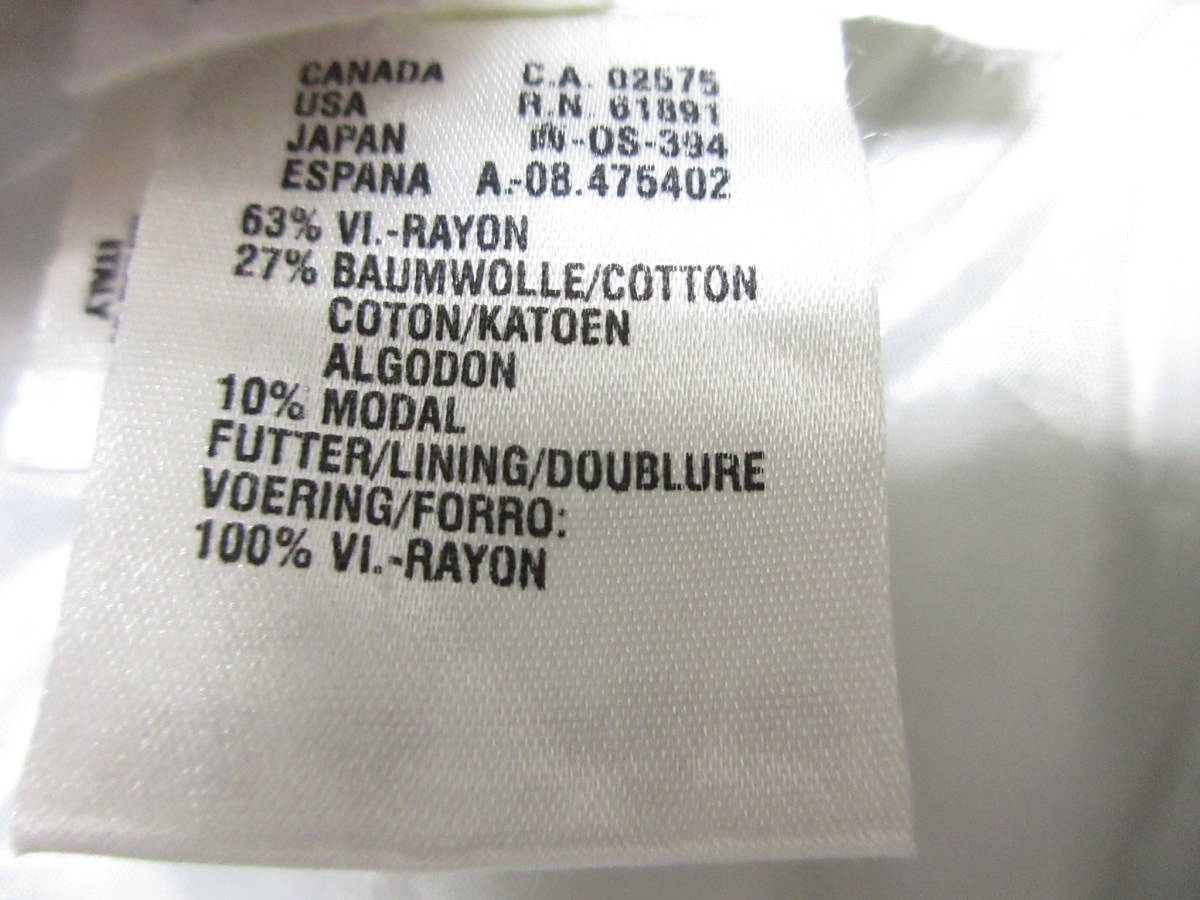 CANADA C.A. 02575
USA R.N. 61891
JAPAN -OS-394
ESPANA A.-08.475402
63% VI.-RAYON
27% BAUMWOLLE/COTTON
COTON/KATOEN
ALGODON
10% MODAL
FUTTER/LINING/DOUBLURE
VOERING/FORRO:
100% VI.-RAYON
ITALY